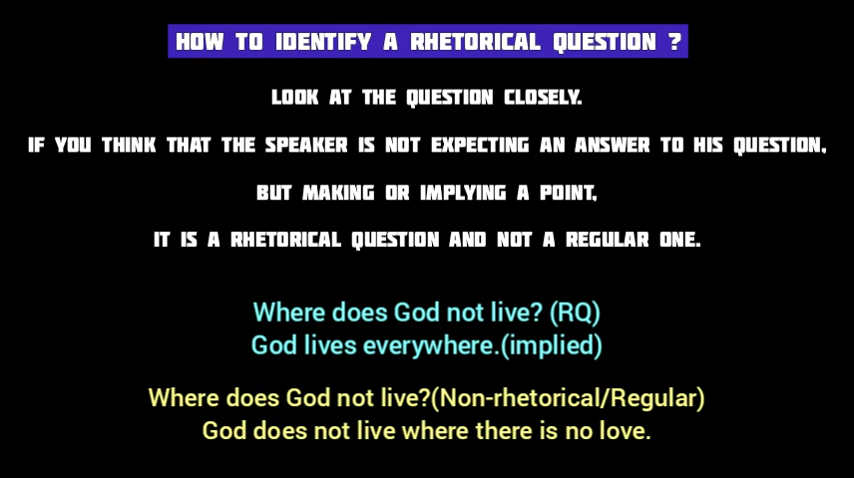 HOW TO IDENTIFY A RHETORICAL QUESTION ?
LOOK AT THE QUESTION CLOSELY.
IF YOU THINK THAT THE SPEAKER IS NOT EXPECTING AN ANSWER TO HIS QUESTION,
BUT MAKING OR IMPLYING A POINT,
IT IS A RHETORICAL QUESTION AND NOT A REGULAR ONE.
Where does God not live? (RQ)
God lives everywhere.(implied)
Where does God not live?(Non-rhetorical/Regular)
God does not live where there is no love.